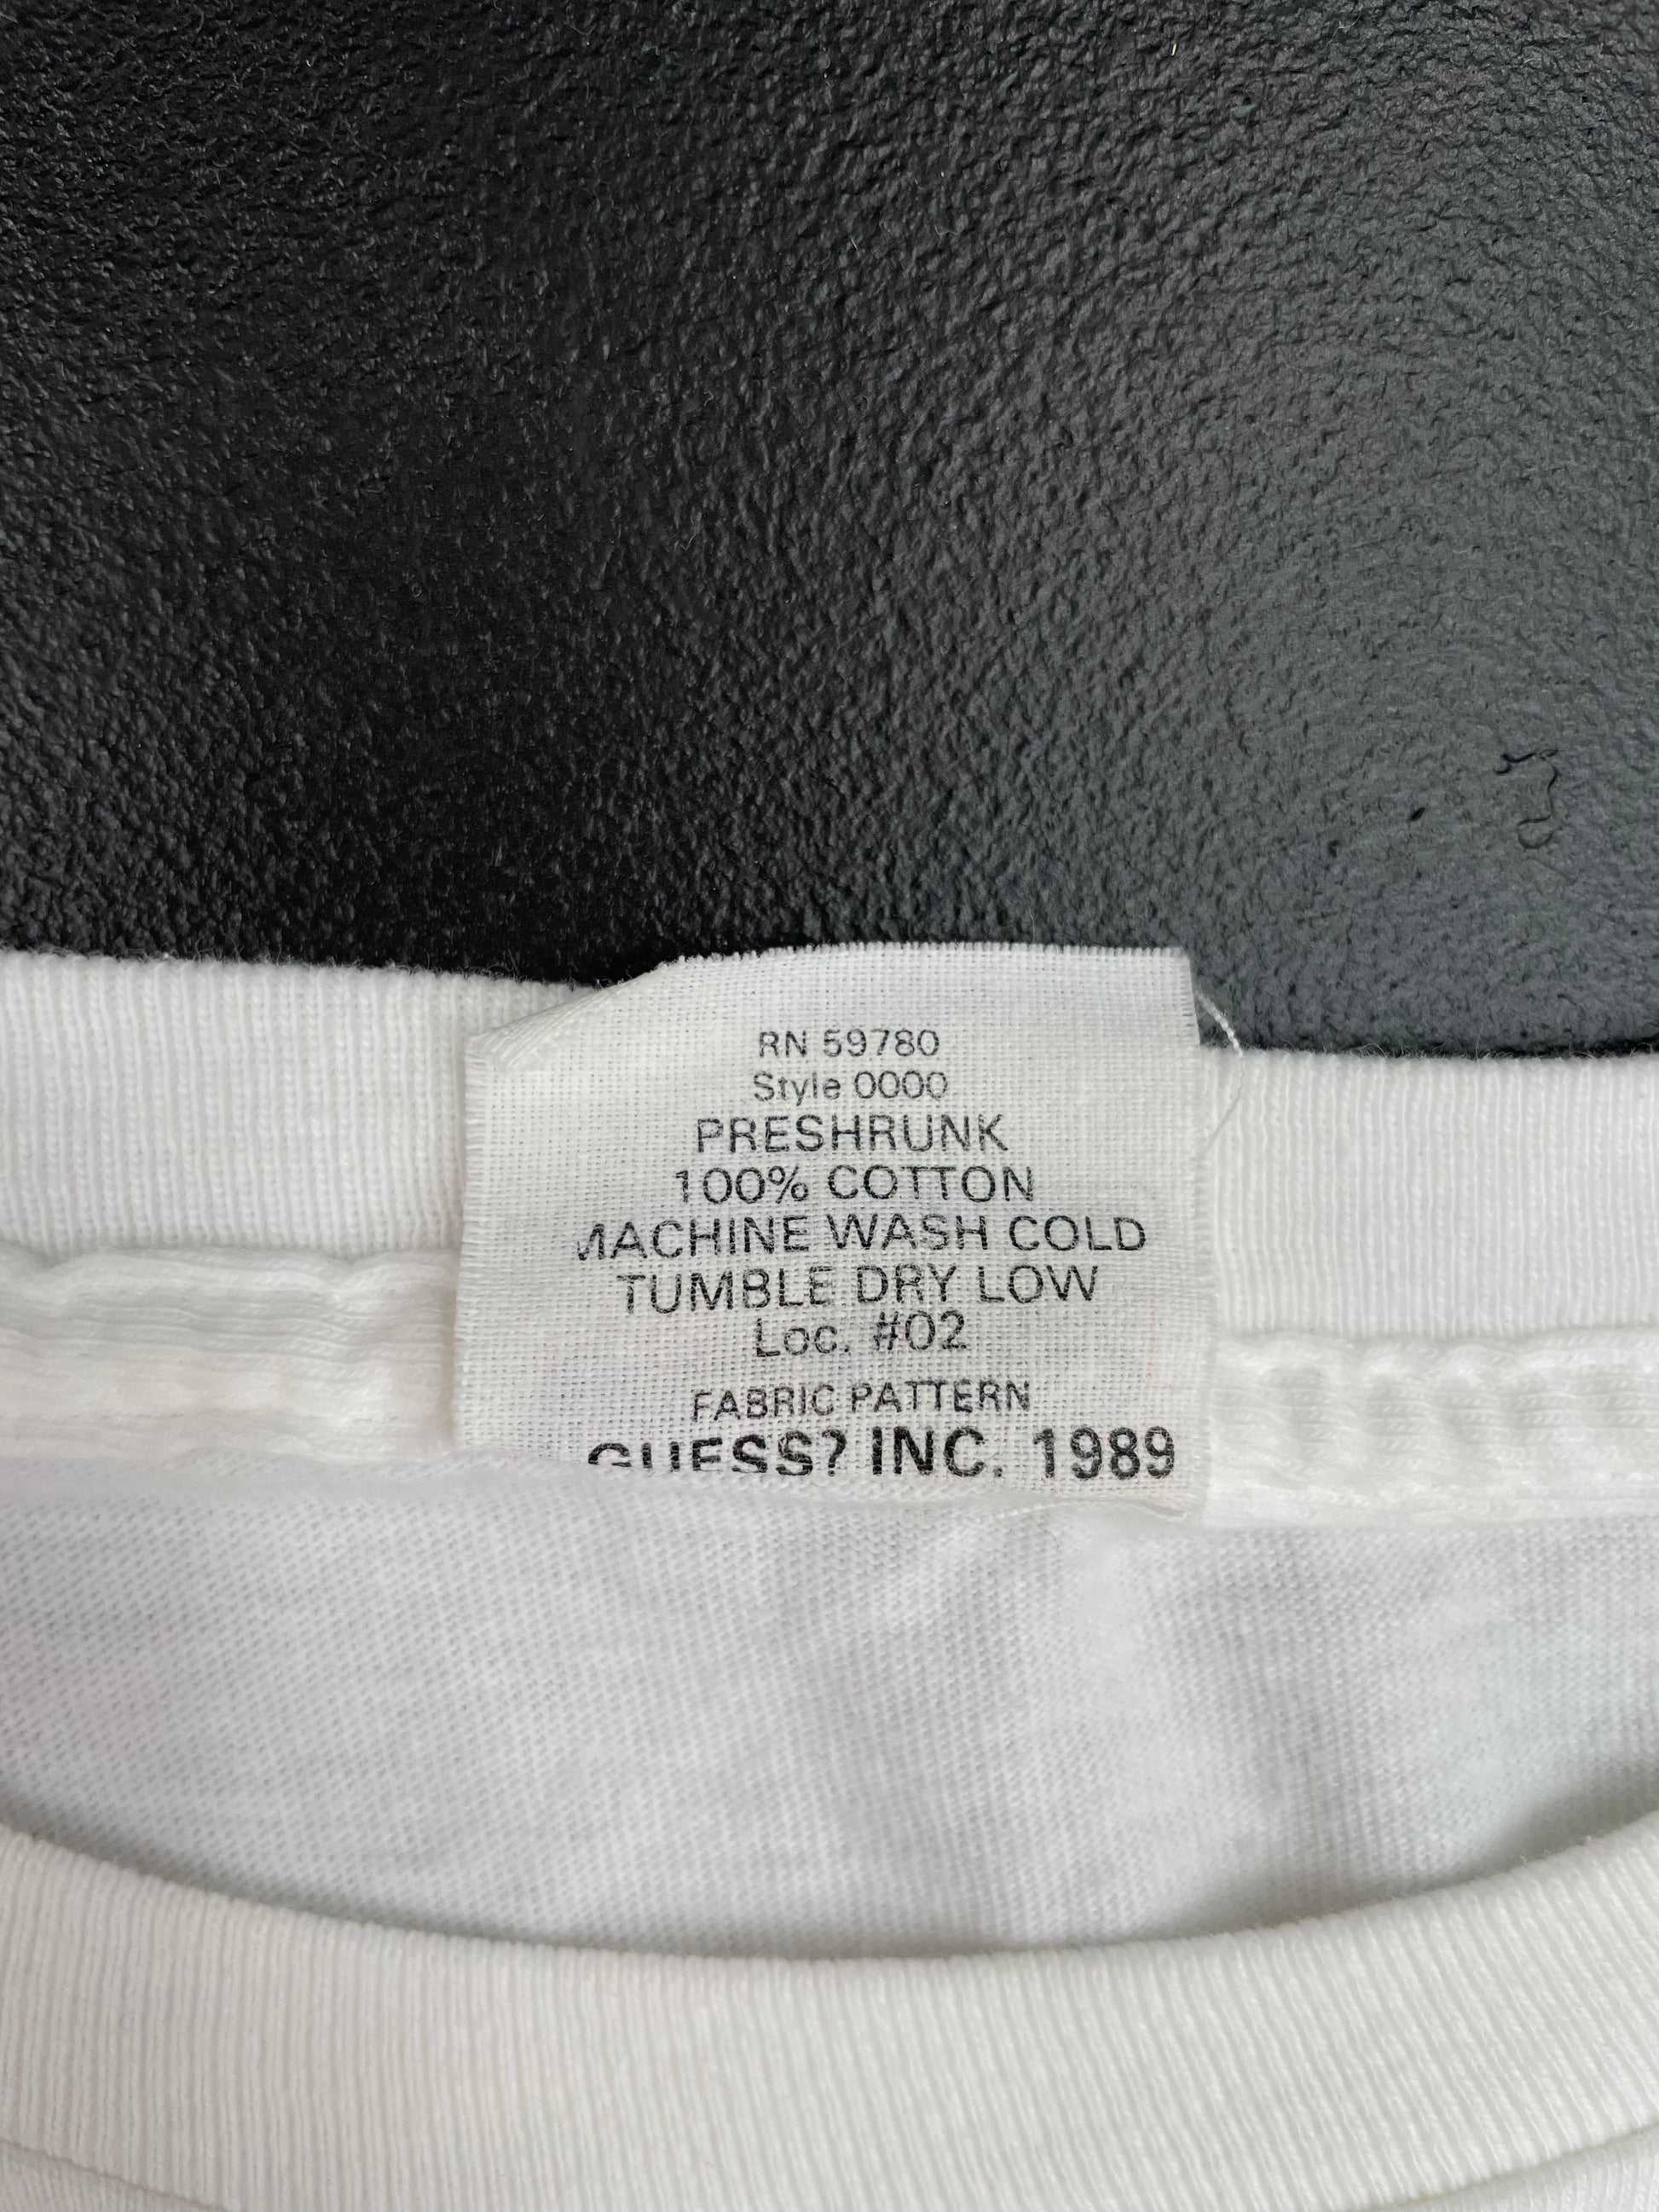 RN 59780
Style 0000
PRESHRUNK
100% COTTON
MACHINE WASH COLD
TUMBLE DRY LOW
Loc. #02
FABRIC PATTERN
GUESS? INC. 1989